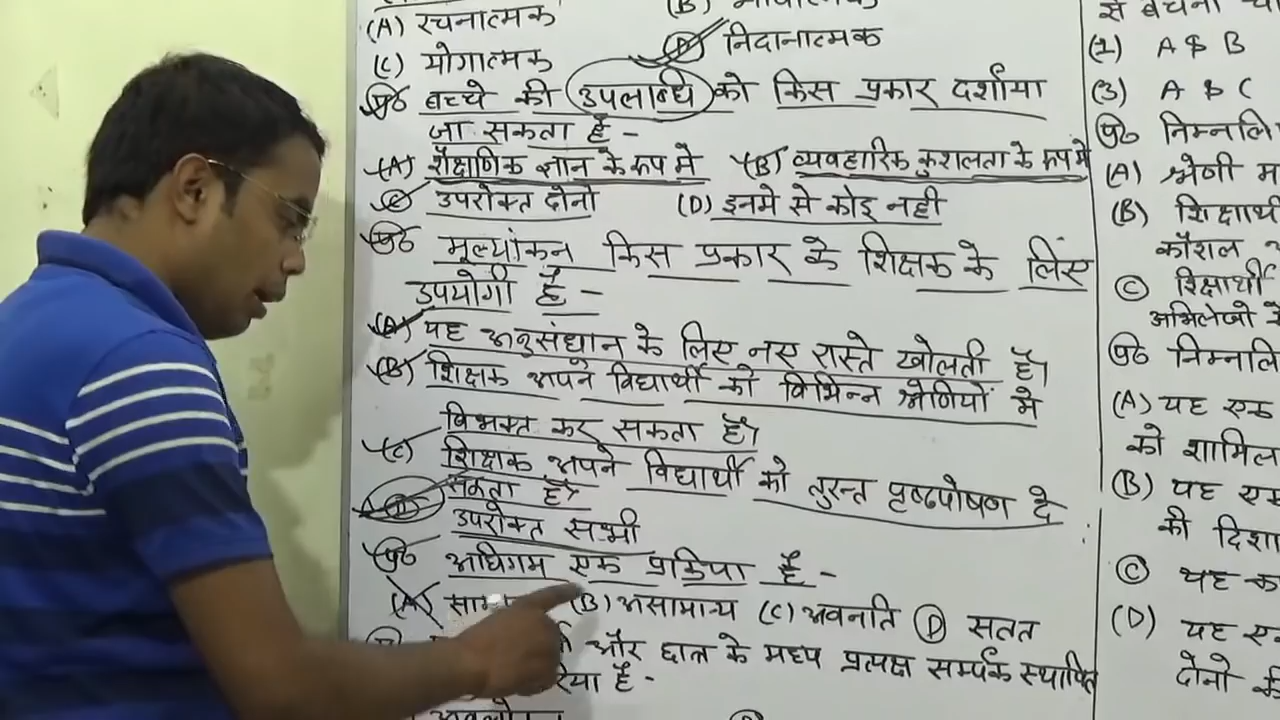 (A) रचनात्मक (B)
(C) योगात्मक (D) निदानात्मक
प्र० बच्चे की उपलब्धि को किस प्रकार दर्शाया
जा सकता है -
(A) शैक्षणिक ज्ञान के रूप मे (B) व्यवहारिक कुशलता के रूप मे
(C) उपरोक्त दोनो (D) इनमे से कोइ नही
प्र० मूल्यांकन किस प्रकार के शिक्षक के लिए
उपयोगी है -
(A) यह अनुसंधान के लिए नए रास्ते खोलती है।
(B) शिक्षक अपने विद्यार्थी को विभिन्न श्रेणियों मे
विभक्त कर सकता है।
(C) शिक्षक अपने विद्यार्थी को तुरन्त पृष्ठपोषण दे
सकता है।
(D) उपरोक्त सभी
प्र० अधिगम एक प्रक्रिया है -
(A) (B) असामान्य (C) अवनति (D) सतत
और छात्र के मध्य प्रत्यक्ष सम्पर्क स्थापित
है -
से बचना
(1) A $ B
(3) A $ C
प्र० निम्नलि
(A) श्रेणी म
(B) शिक्षार्थी
कौशल
(C) शिक्षार्थी
अभिलेखो
प्र० निम्नलि
(A) यह एक
को शामिल
(B) यह एक
की दिशा
(C) यह क
(D) यह ए
दोनो की